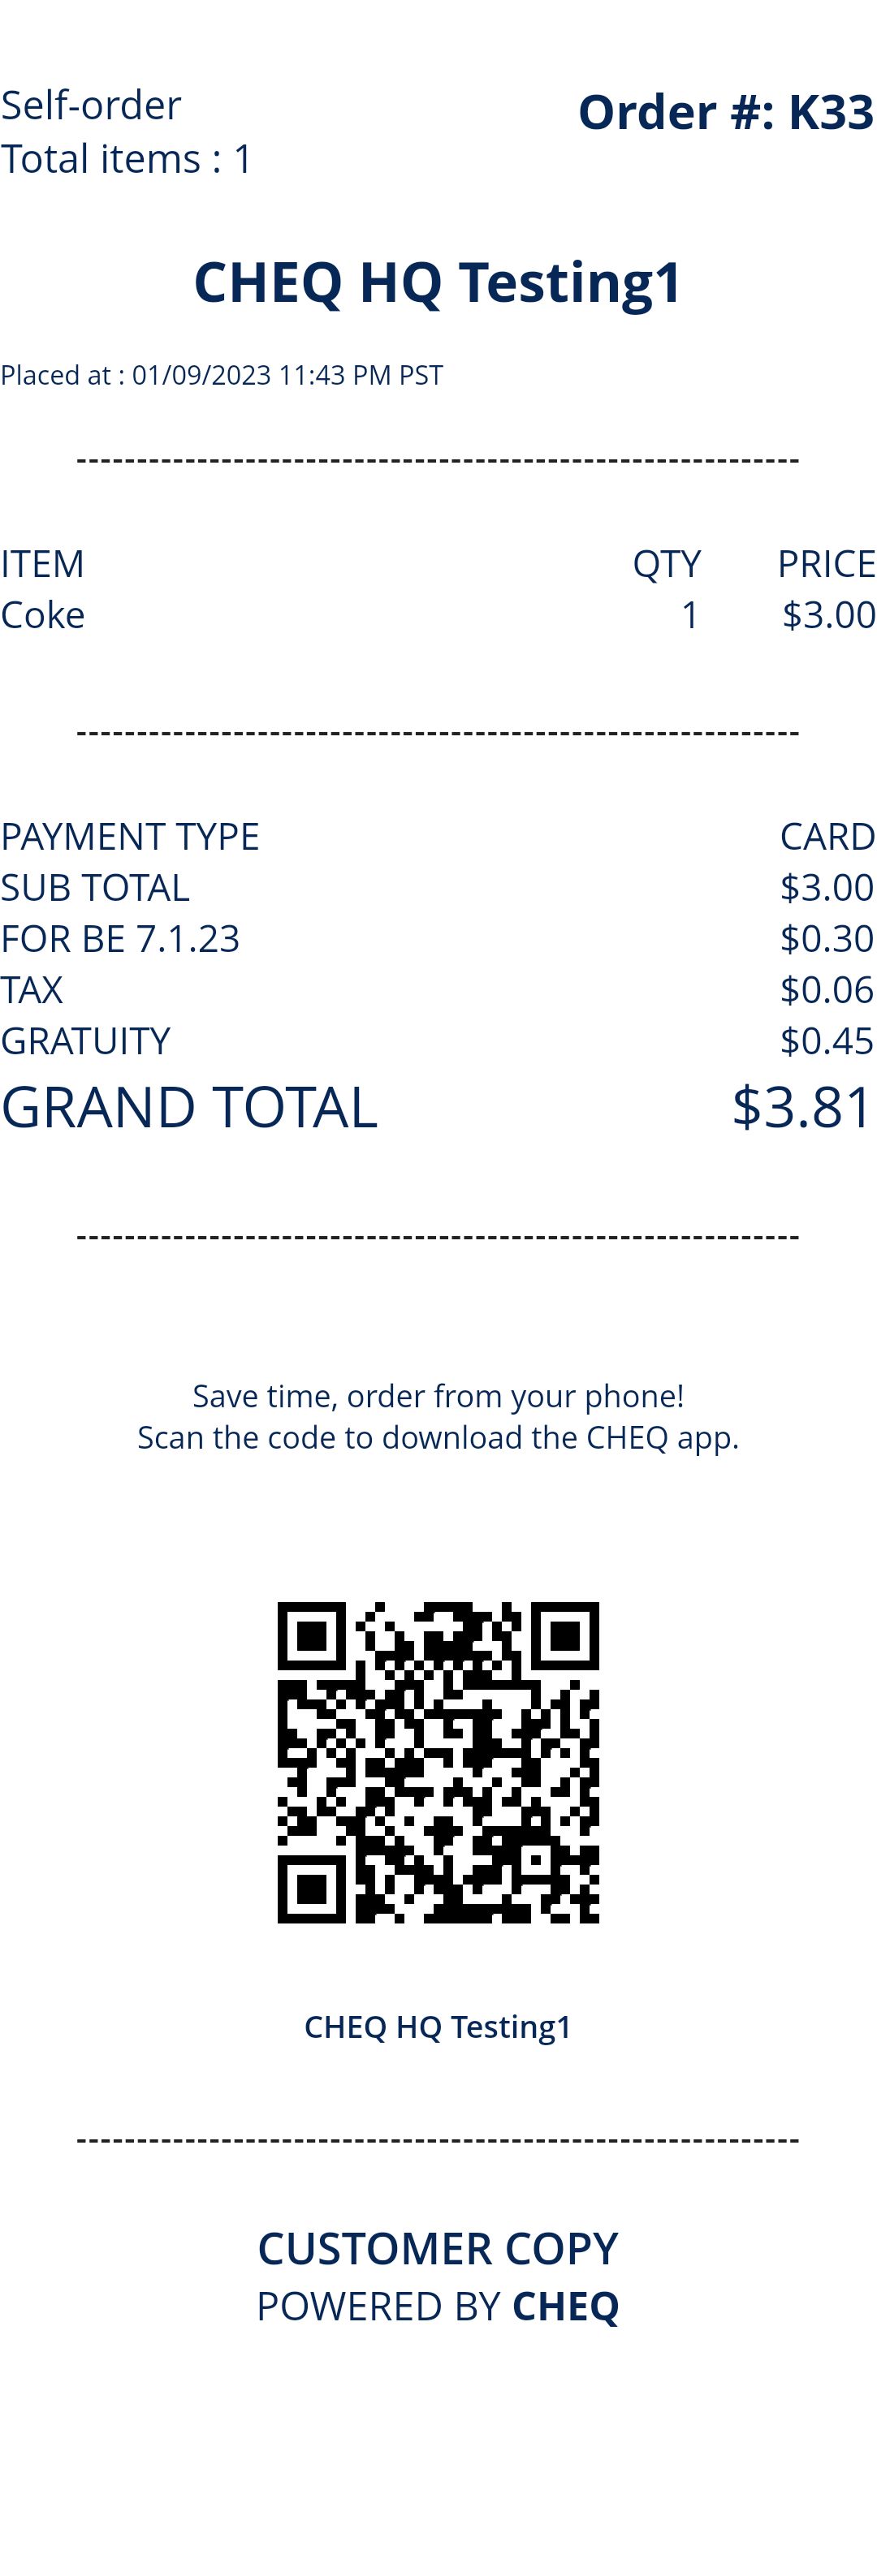 Self-order
Order #: K33
Total items : 1
CHEQ HQ Testing1
Placed at : 01/09/2023 11:43 PM PST
------------------------------------------------------------
ITEM QTY PRICE
Coke 1 $3.00
------------------------------------------------------------
PAYMENT TYPE CARD
SUB TOTAL $3.00
FOR BE 7.1.23 $0.30
TAX $0.06
GRATUITY $0.45
GRAND TOTAL $3.81
------------------------------------------------------------
Save time, order from your phone!
Scan the code to download the CHEQ app.
CHEQ HQ Testing1
------------------------------------------------------------
CUSTOMER COPY
POWERED BY CHEQ